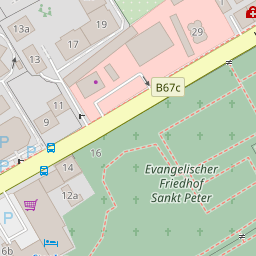 13a
19
17
29
13
B67c
11
9
P
16
Evangelischer
Friedhof
Sankt Peter
P
14
12a
P
6b